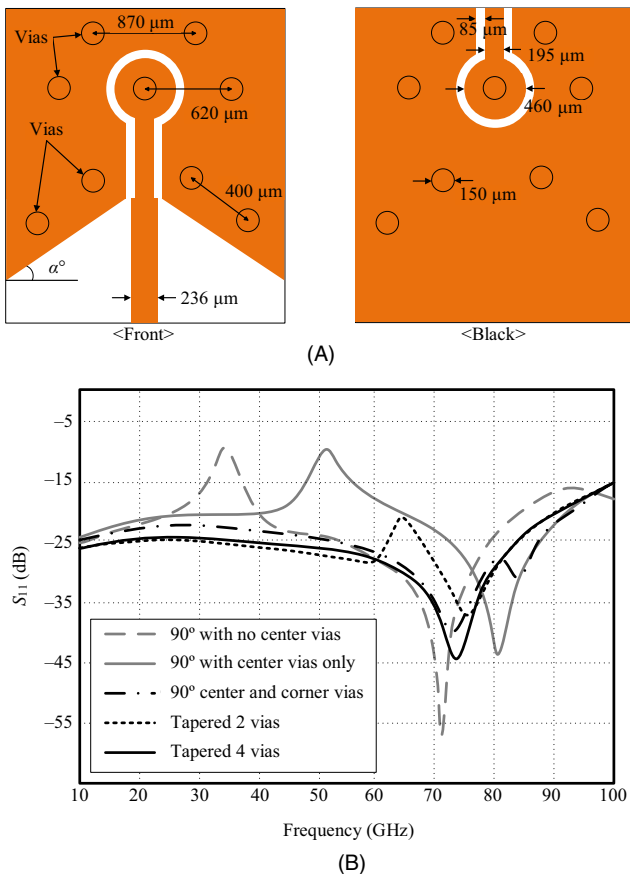 870 µm
Vias
620 µm
Vias
400 µm
α°
236 µm
<Front>
85 µm
195 µm
460 µm
150 µm
<Black>
(A)
S11 (dB)
–5
–15
–25
–35
–45
–55
90º with no center vias
90º with center vias only
90º center and corner vias
Tapered 2 vias
Tapered 4 vias
10 20 30 40 50 60 70 80 90 100
Frequency (GHz)
(B)